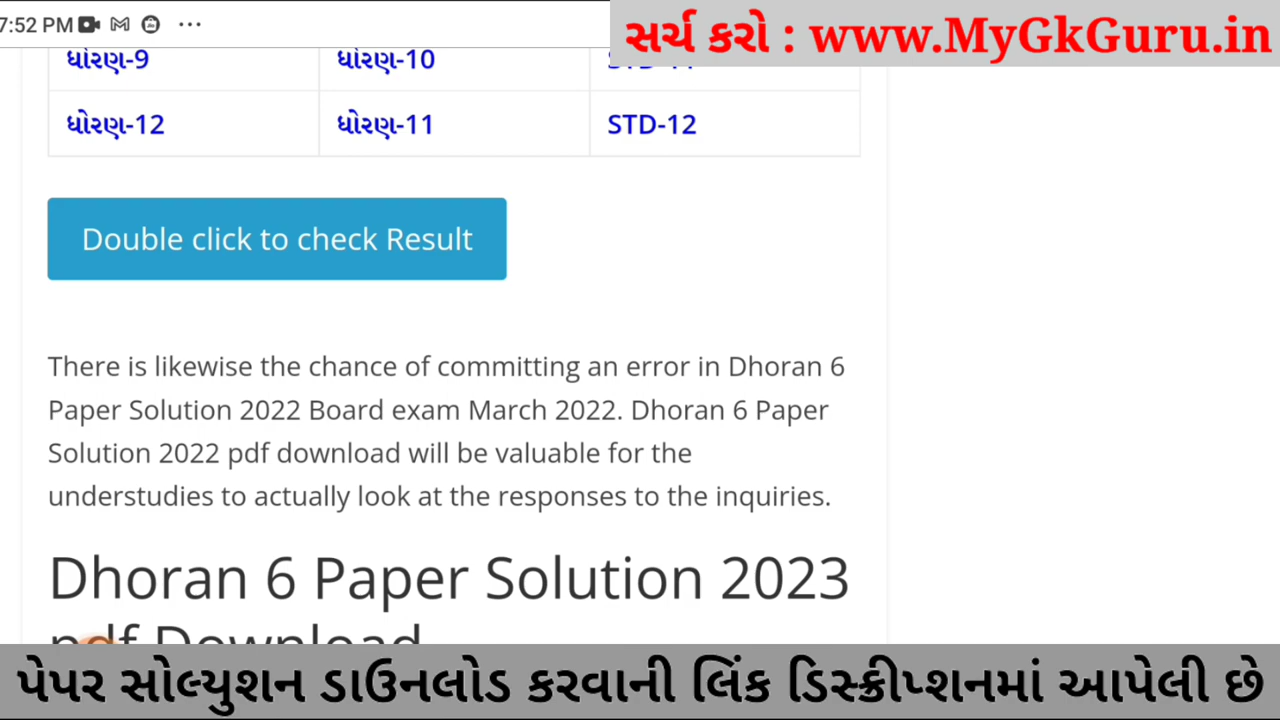 7:52 PM ...
સર્ચ કરો : www.MyGkGuru.in
ધોરણ-9 ધોરણ-10
ધોરણ-12 ધોરણ-11 STD-12
Double click to check Result
There is likewise the chance of committing an error in Dhoran 6
Paper Solution 2022 Board exam March 2022. Dhoran 6 Paper
Solution 2022 pdf download will be valuable for the
understudies to actually look at the responses to the inquiries.
Dhoran 6 Paper Solution 2023
pdf Download
પેપર સોલ્યુશન ડાઉનલોડ કરવાની લિંક ડિસ્ક્રીપ્શનમાં આપેલી છે